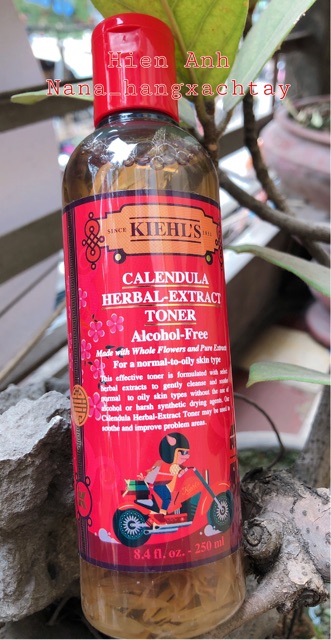 Hien Anh
Nana_hangxachtay
SINCE KIEHL'S 1851
CALENDULA
HERBAL-EXTRACT
TONER
Alcohol-Free
Made with Whole Flowers and Pure Extracts
For a normal-to-oily skin type
This effective toner is formulated with select
herbal extracts to gently cleanse and soothe
normal to oily skin types without the use of
alcohol or harsh synthetic drying agents. Our
Calendula Herbal-Extract Toner may be used to
soothe and improve problem areas.
8.4 fl. oz. - 250 ml